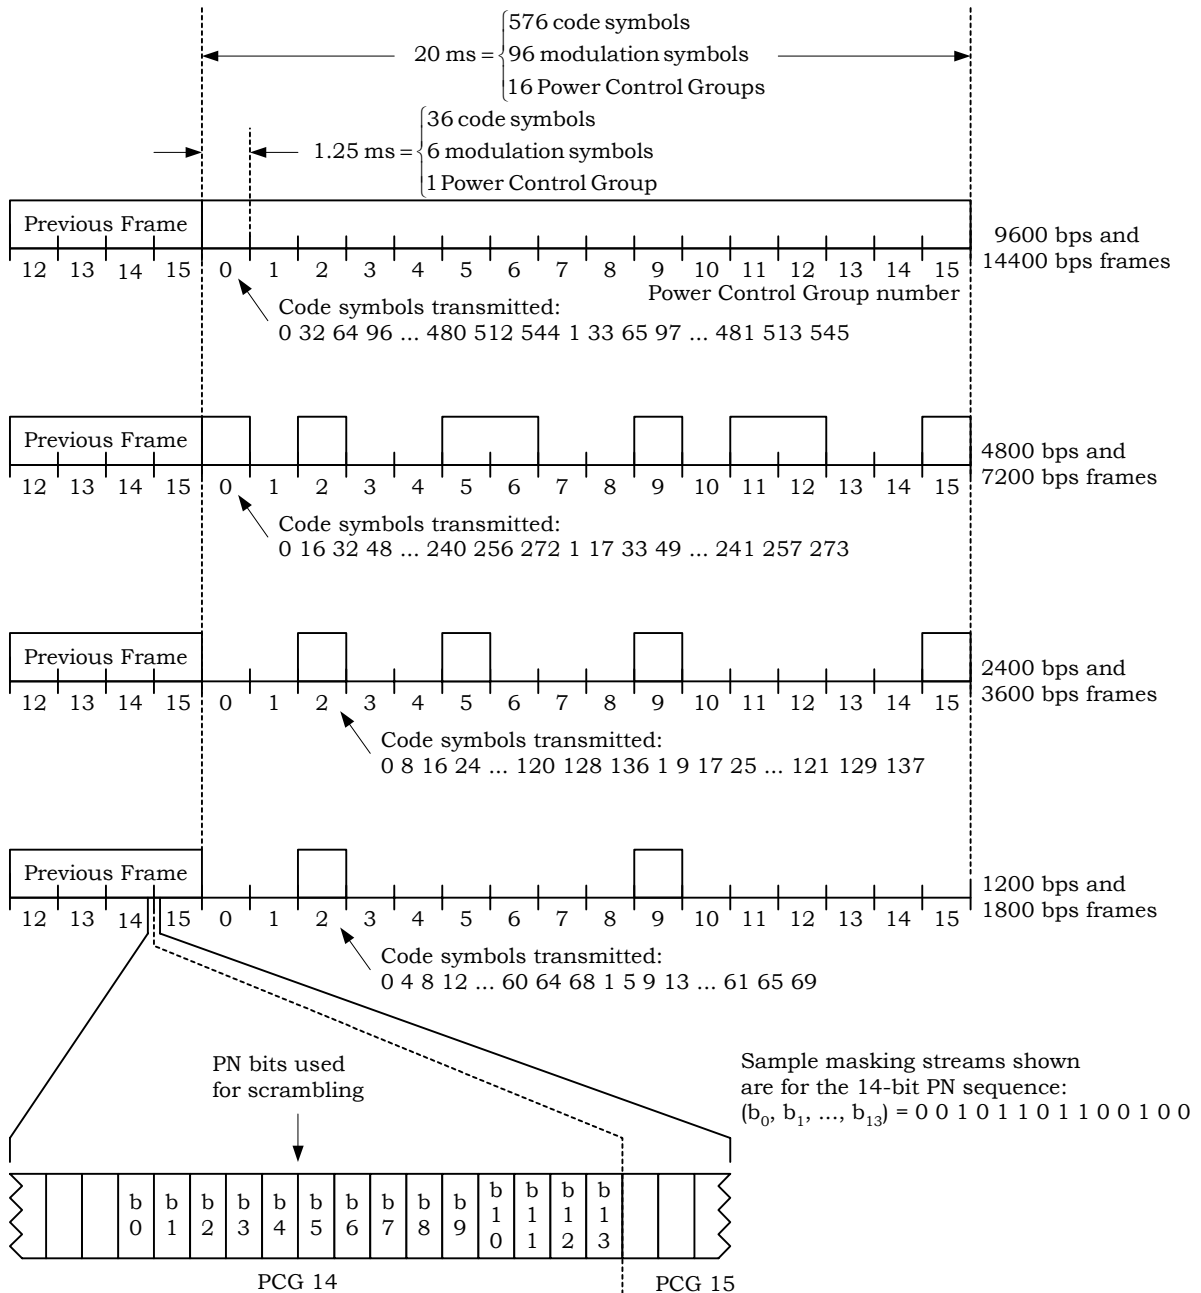 576 code symbols
20 ms = 96 modulation symbols
16 Power Control Groups
36 code symbols
1.25 ms = 6 modulation symbols
1 Power Control Group
Previous Frame
9600 bps and
14400 bps frames
12 13 14 15 0 1 2 3 4 5 6 7 8 9 10 11 12 13 14 15
Power Control Group number
Code symbols transmitted:
0 32 64 96 ... 480 512 544 1 33 65 97 ... 481 513 545
Previous Frame
4800 bps and
7200 bps frames
12 13 14 15 0 1 2 3 4 5 6 7 8 9 10 11 12 13 14 15
Code symbols transmitted:
0 16 32 48 ... 240 256 272 1 17 33 49 ... 241 257 273
Previous Frame
2400 bps and
3600 bps frames
12 13 14 15 0 1 2 3 4 5 6 7 8 9 10 11 12 13 14 15
Code symbols transmitted:
0 8 16 24 ... 120 128 136 1 9 17 25 ... 121 129 137
Previous Frame
1200 bps and
1800 bps frames
12 13 14 15 0 1 2 3 4 5 6 7 8 9 10 11 12 13 14 15
Code symbols transmitted:
0 4 8 12 ... 60 64 68 1 5 9 13 ... 61 65 69
PN bits used
for scrambling
Sample masking streams shown
are for the 14-bit PN sequence:
(b0, b1, ..., b13) = 0 0 1 0 1 1 0 1 1 0 0 1 0 0
b0 b1 b2 b3 b4 b5 b6 b7 b8 b9 b10 b11 b12 b13
PCG 14 PCG 15